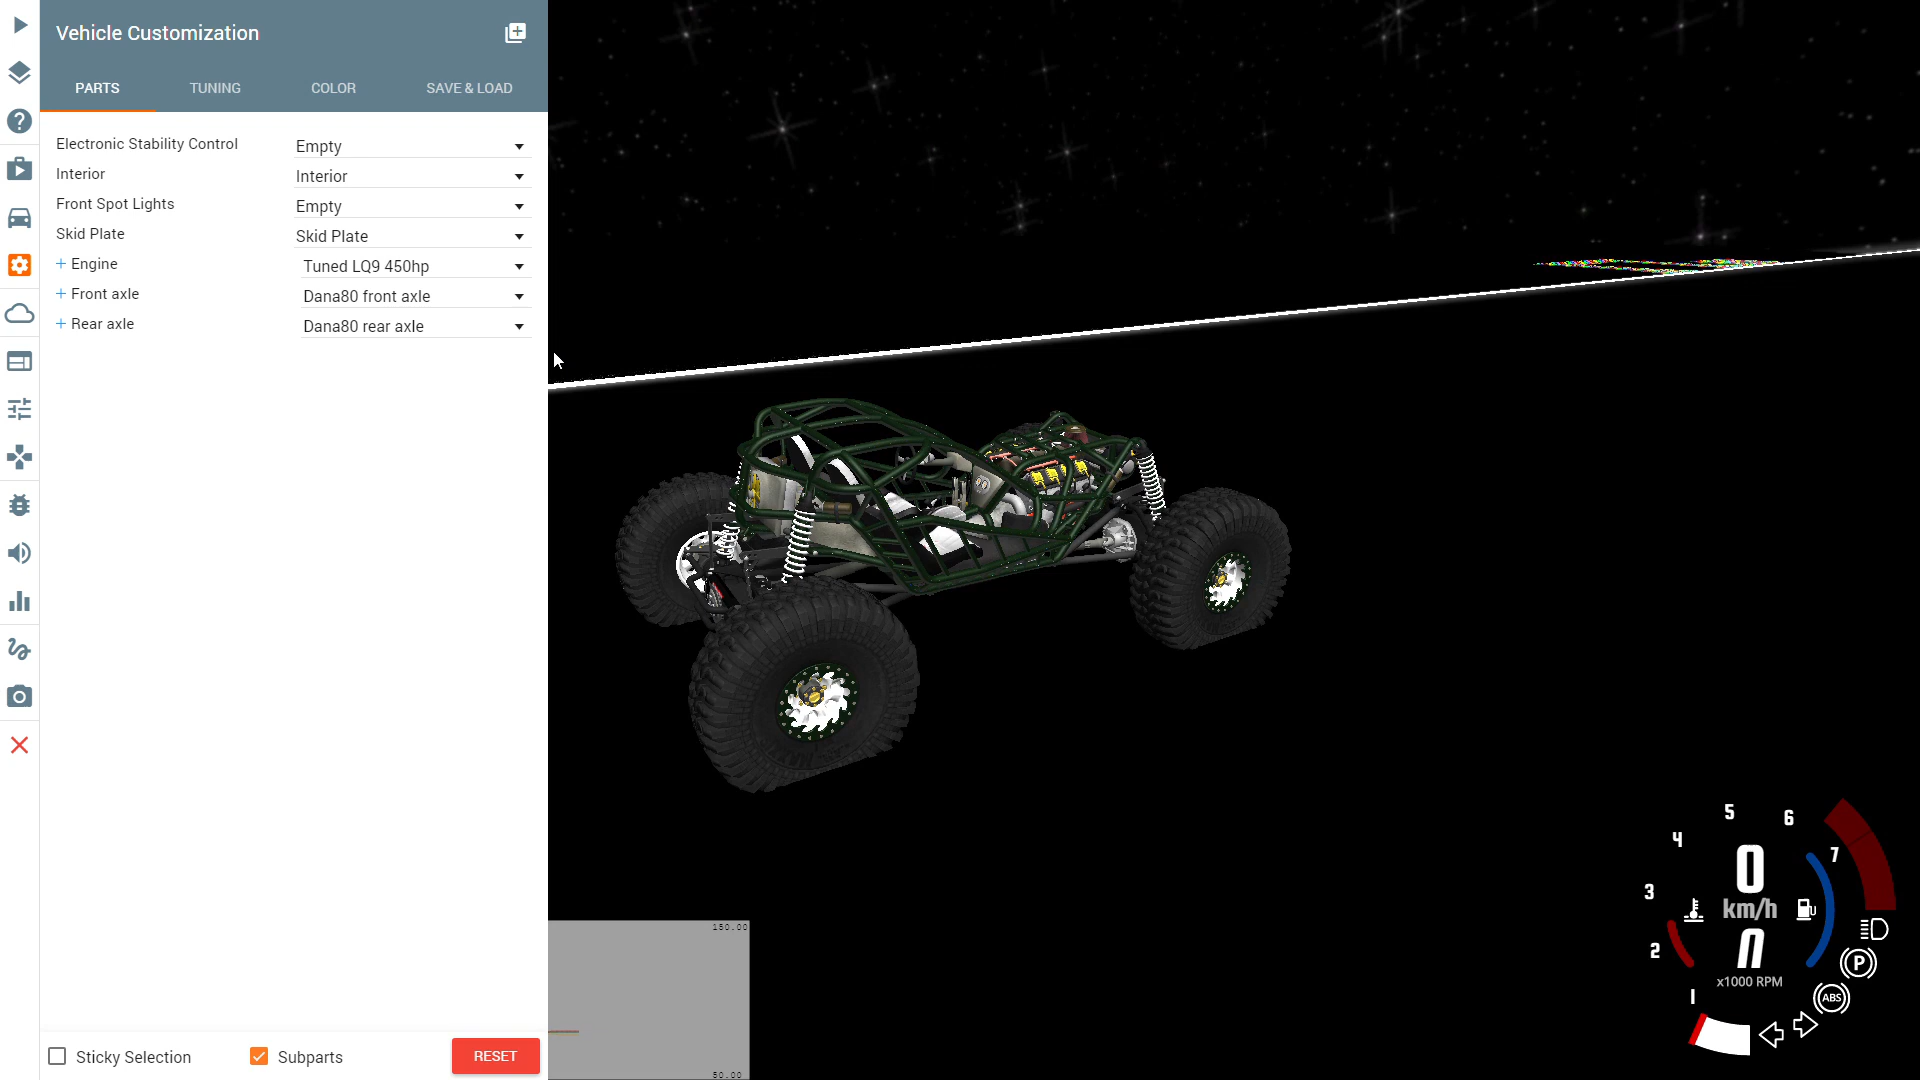 Vehicle Customization
PARTS TUNING COLOR SAVE & LOAD
Electronic Stability Control Empty
Interior Interior
Front Spot Lights Empty
Skid Plate Skid Plate
+ Engine Tuned LQ9 450hp
+ Front axle Dana80 front axle
+ Rear axle Dana80 rear axle
Sticky Selection Subparts RESET
150.00
50.00
5 6
4 7
3
2
1
0
km/h
n
x1000 RPM
P
ABS